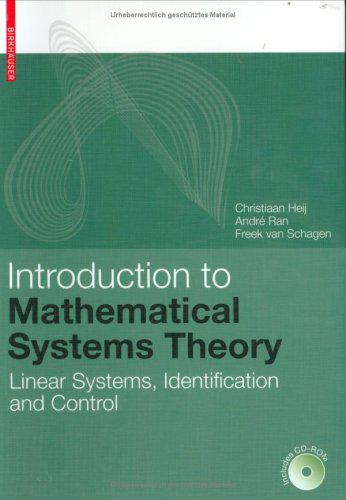 Urheberrechtlich geschütztes Material
BIRKHAUSER
Christiaan Heij
André Ran
Freek van Schagen
Introduction to
Mathematical
Systems Theory
Linear Systems, Identification
and Control
Includes CD-ROM